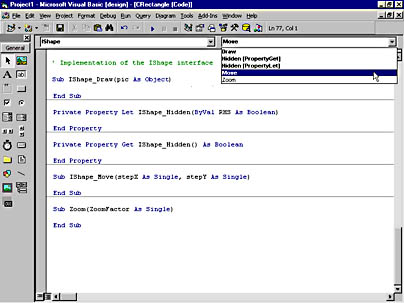 Project1 - Microsoft Visual Basic [design] - [CRectangle (Code)]
File Edit View Project Format Debug Run Query Diagram Tools Add-Ins Window Help
Ln 77, Col 1
General
A
ab|
IShape
Move
Draw
Hidden [PropertyGet]
Hidden [PropertyLet]
Move
Zoom
' Implementation of the IShape interface
Sub IShape_Draw(pic As Object)
End Sub
Private Property Let IShape_Hidden(ByVal RHS As Boolean)
End Property
Private Property Get IShape_Hidden() As Boolean
End Property
Sub IShape_Move(stepX As Single, stepY As Single)
End Sub
Sub Zoom(ZoomFactor As Single)
End Sub